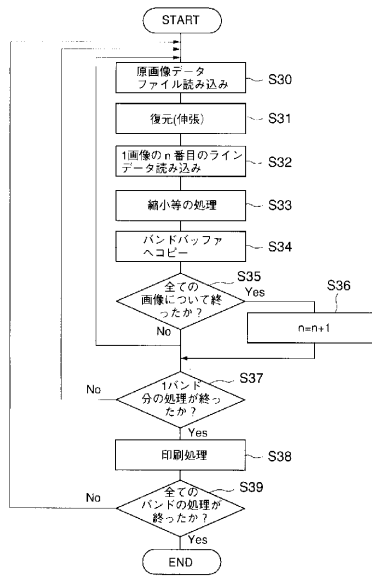 START
原画像データ
ファイル読み込み
S30
復元(伸張)
S31
1画像のn番目のライン
データ読み込み
S32
縮小等の処理
S33
バンドバッファ
へコピー
S34
全ての
画像について終
ったか？
S35
Yes
No
S36
n=n+1
1バンド
分の処理が終っ
たか？
S37
No
Yes
印刷処理
S38
全ての
バンドの処理が
終ったか？
S39
No
Yes
END